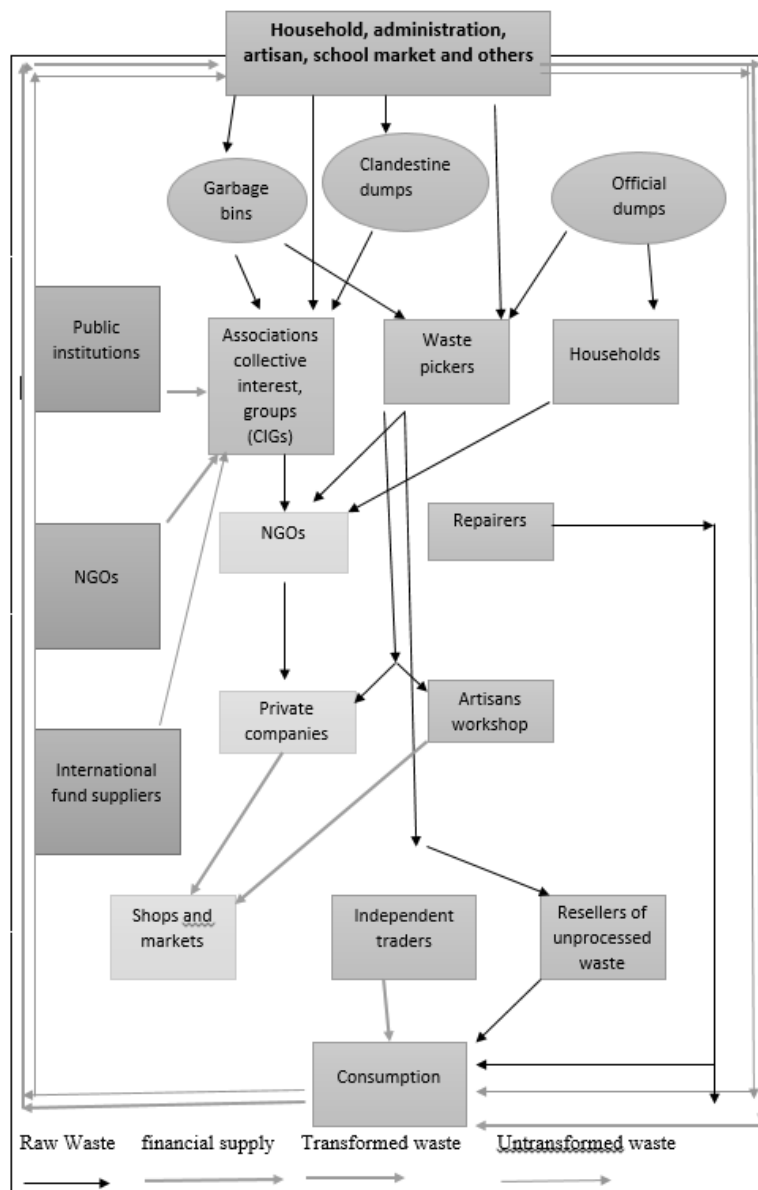 Household, administration,
artisan, school market and others
Garbage
bins
Clandestine
dumps
Official
dumps
Public
institutions
Associations
collective
interest,
groups
(CIGs)
Waste
pickers
Households
NGOs
Repairers
NGOs
Private
companies
Artisans
workshop
International
fund suppliers
Shops and
markets
Independent
traders
Resellers of
unprocessed
waste
Consumption
Raw Waste financial supply Transformed waste Untransformed waste